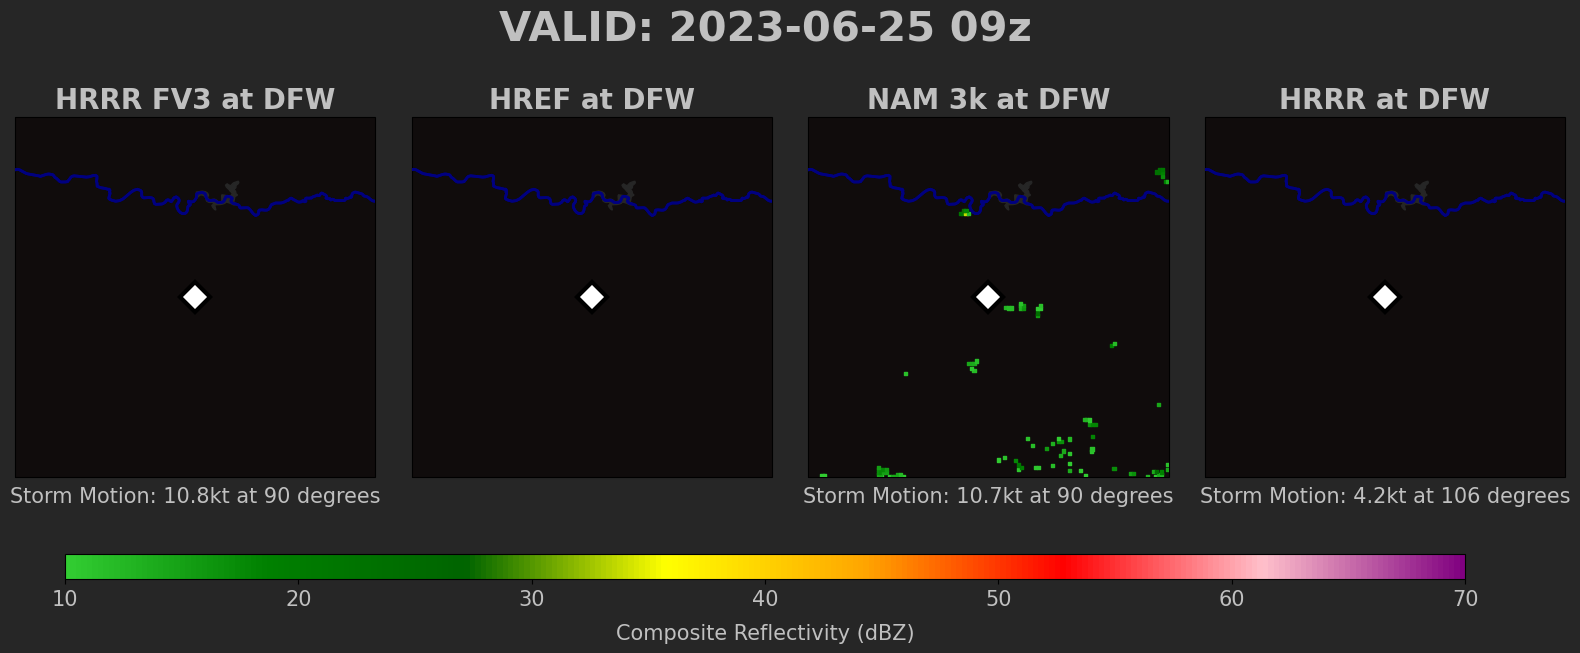 VALID: 2023-06-25 09z
HRRR FV3 at DFW
HREF at DFW
NAM 3k at DFW
HRRR at DFW
Storm Motion: 10.8kt at 90 degrees
Storm Motion: 10.7kt at 90 degrees
Storm Motion: 4.2kt at 106 degrees
10 20 30 40 50 60 70
Composite Reflectivity (dBZ)